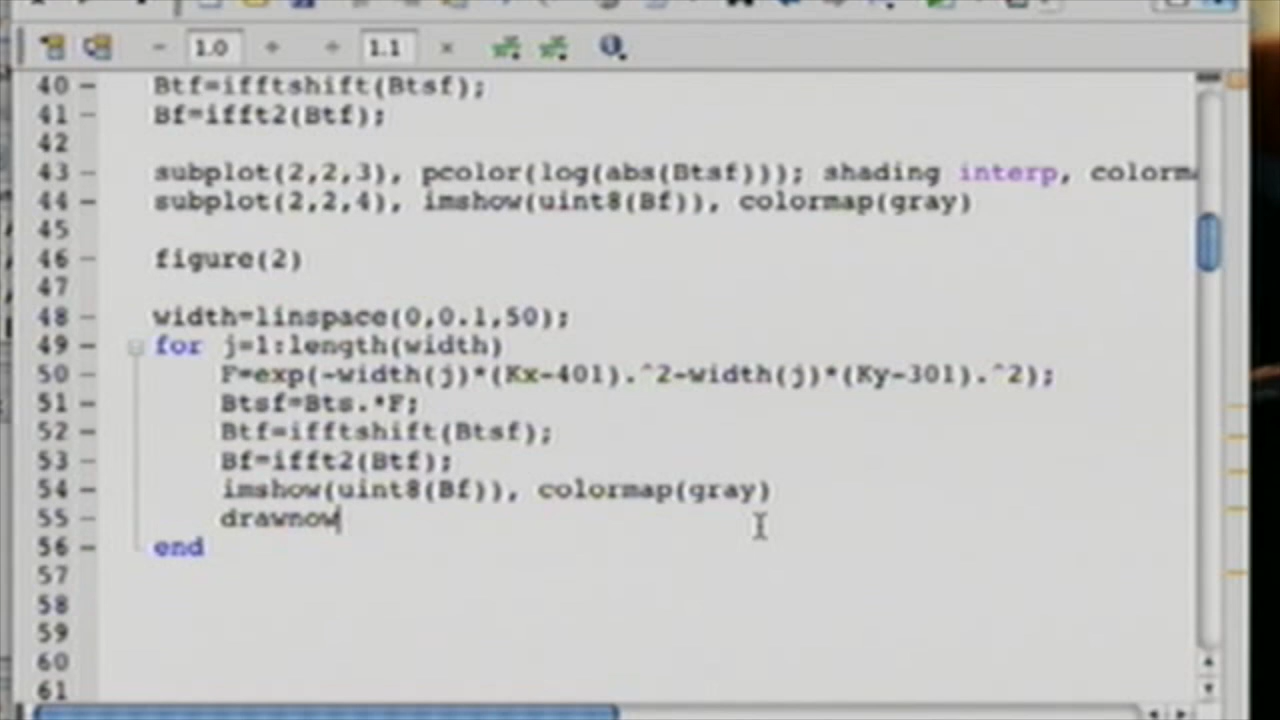 1.0 1.1
40 Btf=ifftshift(Btsf);
41 Bf=ifft2(Btf);
42
43 subplot(2,2,3), pcolor(log(abs(Btsf))); shading interp, colorm
44 subplot(2,2,4), imshow(uint8(Bf)), colormap(gray)
45
46 figure(2)
47
48 width=linspace(0,0.1,50);
49 for j=1:length(width)
50 F=exp(-width(j)*(Kx-401).^2-width(j)*(Ky-301).^2);
51 Btsf=Bts.*F;
52 Btf=ifftshift(Btsf);
53 Bf=ifft2(Btf);
54 imshow(uint8(Bf)), colormap(gray)
55 drawnow
56 end
57
58
59
60
61